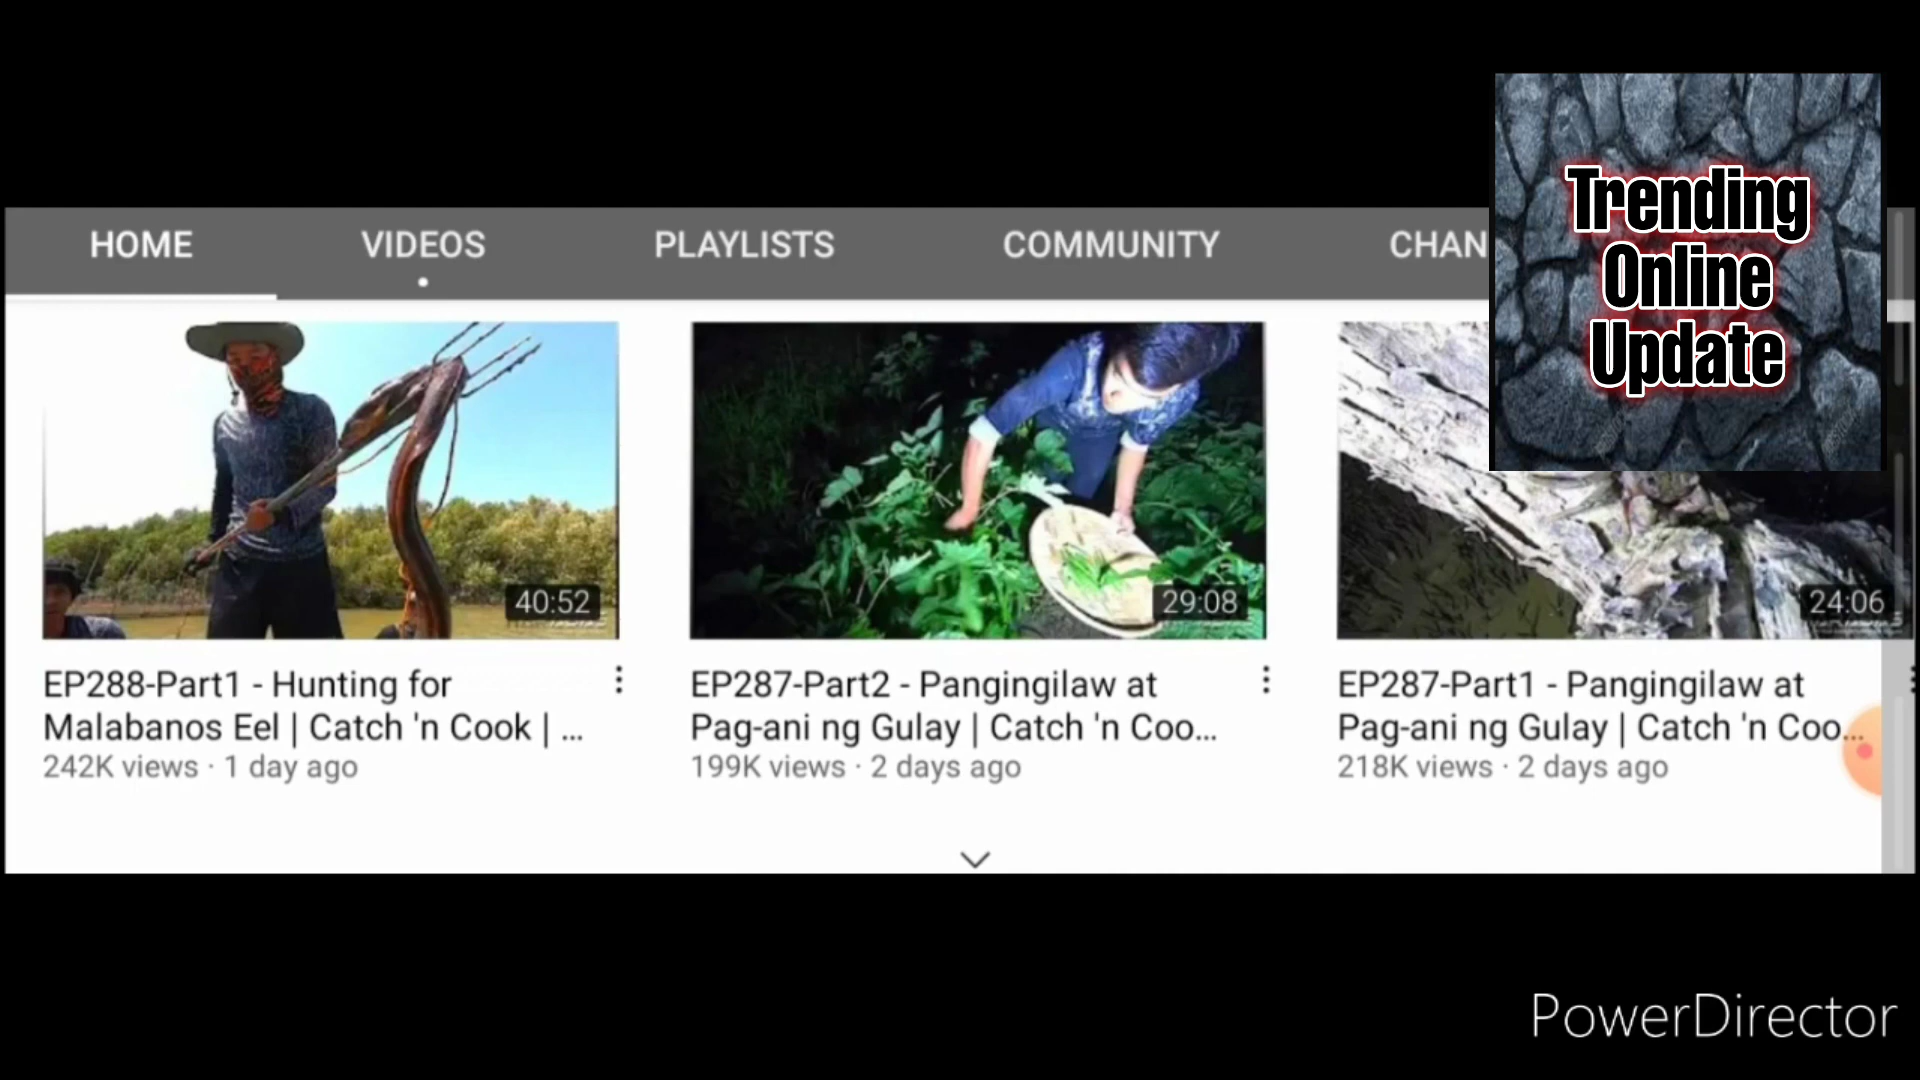 HOME
VIDEOS
PLAYLISTS
COMMUNITY
CHAN
Trending
Online
Update
40:52
29:08
24:06
EP288-Part1 - Hunting for
Malabanos Eel | Catch 'n Cook | ...
242K views · 1 day ago
EP287-Part2 - Pangingilaw at
Pag-ani ng Gulay | Catch 'n Coo...
199K views · 2 days ago
EP287-Part1 - Pangingilaw at
Pag-ani ng Gulay | Catch 'n Coo...
218K views · 2 days ago
PowerDirector